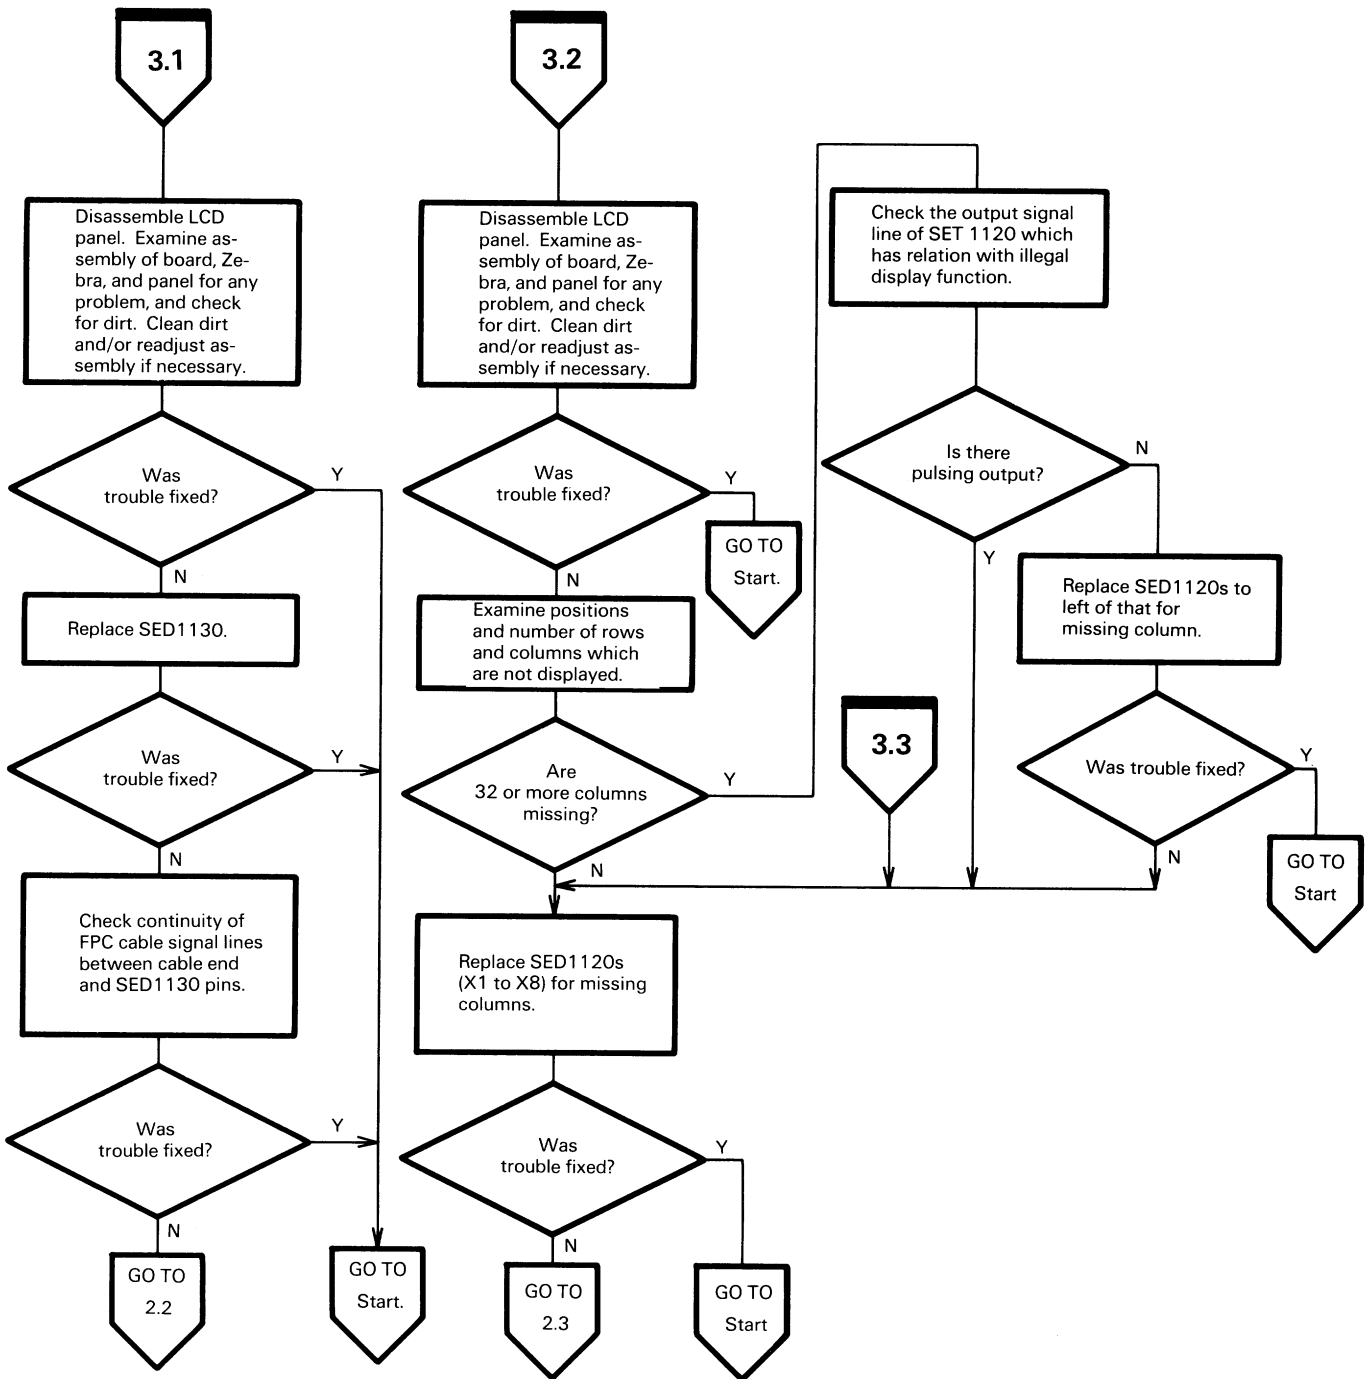 3.1
Disassemble LCD
panel. Examine as-
sembly of board, Ze-
bra, and panel for any
problem, and check
for dirt. Clean dirt
and/or readjust as-
sembly if necessary.
Was
trouble fixed?
Y
N
Replace SED1130.
Was
trouble fixed?
Y
N
Check continuity of
FPC cable signal lines
between cable end
and SED1130 pins.
Was
trouble fixed?
Y
N
GO TO
2.2
GO TO
Start.
3.2
Disassemble LCD
panel. Examine as-
sembly of board, Ze-
bra, and panel for any
problem, and check
for dirt. Clean dirt
and/or readjust as-
sembly if necessary.
Was
trouble fixed?
Y
GO TO
Start.
N
Examine positions
and number of rows
and columns which
are not displayed.
Are
32 or more columns
missing?
Y
N
Replace SED1120s
(X1 to X8) for missing
columns.
Was
trouble fixed?
Y
N
GO TO
2.3
GO TO
Start
Check the output signal
line of SET 1120 which
has relation with illegal
display function.
Is there
pulsing output?
N
Y
Replace SED1120s to
left of that for
missing column.
3.3
Was trouble fixed?
Y
N
GO TO
Start